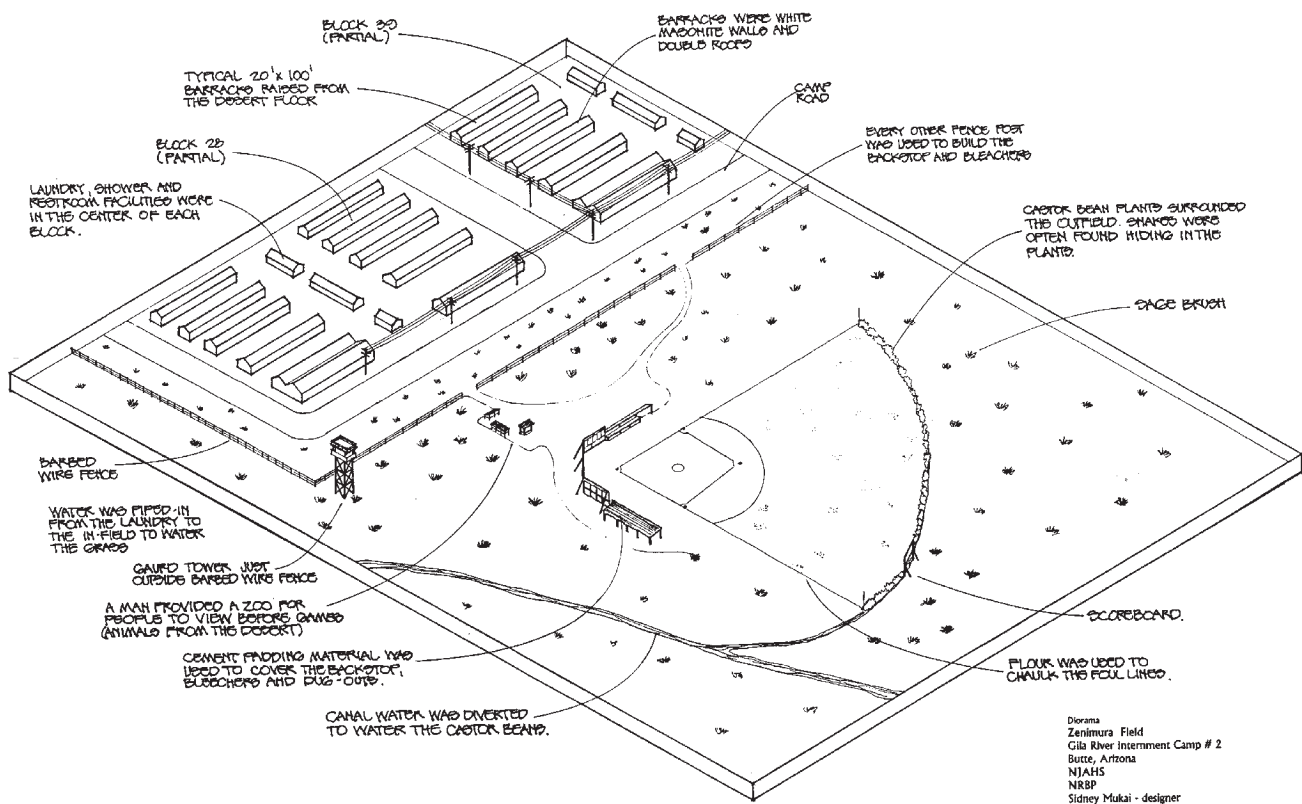 BLOCK 39
(PARTIAL)
BARRACKS WERE WHITE
MASONITE WALLS AND
DOUBLE ROOFS
TYPICAL 20' x 100'
BARRACKS RAISED FROM
THE DESERT FLOOR
CAMP
ROAD
BLOCK 28
(PARTIAL)
EVERY OTHER FENCE POST
WAS USED TO BUILD THE
BACKSTOP AND BLEACHERS
LAUNDRY, SHOWER AND
RESTROOM FACILITIES WERE
IN THE CENTER OF EACH
BLOCK.
CASTOR BEAN PLANTS SURROUNDED
THE OUTFIELD. SNAKES WERE
OFTEN FOUND HIDING IN THE
PLANTS.
SAGE BRUSH
BARBED
WIRE FENCE
WATER WAS PIPED-IN
FROM THE LAUNDRY TO
THE IN-FIELD TO WATER
THE GRASS
GAURD TOWER JUST
OUTSIDE BARBED WIRE FENCE
A MAN PROVIDED A ZOO FOR
PEOPLE TO VIEW BEFORE GAMES
(ANIMALS FROM THE DESERT)
SCOREBOARD.
CEMENT PADDING MATERIAL WAS
USED TO COVER THE BACKSTOP,
BLEECHERS AND DUG-OUTS.
FLOUR WAS USED TO
CHAULK THE FOUL LINES.
CANAL WATER WAS DIVERTED
TO WATER THE CASTOR BEANS.
Diorama
Zenimura Field
Gila River Internment Camp # 2
Butte, Arizona
NJAHS
NRBP
Sidney Mukai - designer